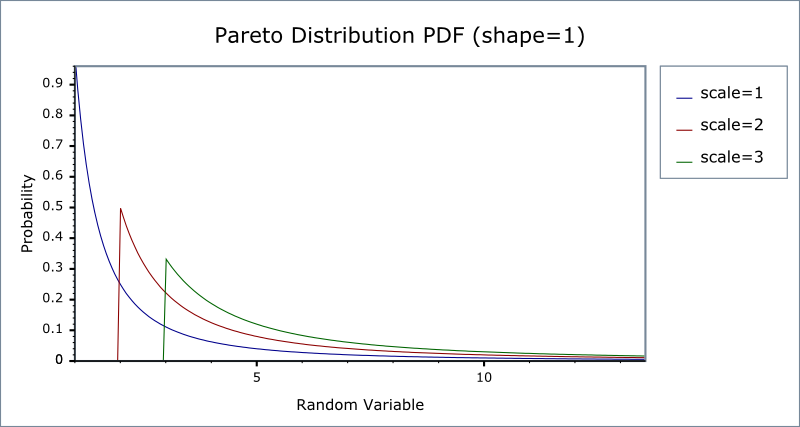 Pareto Distribution PDF (shape=1)
0.9
0.8
0.7
0.6
0.5
0.4
0.3
0.2
0.1
0
Probability
5
10
Random Variable
scale=1
scale=2
scale=3